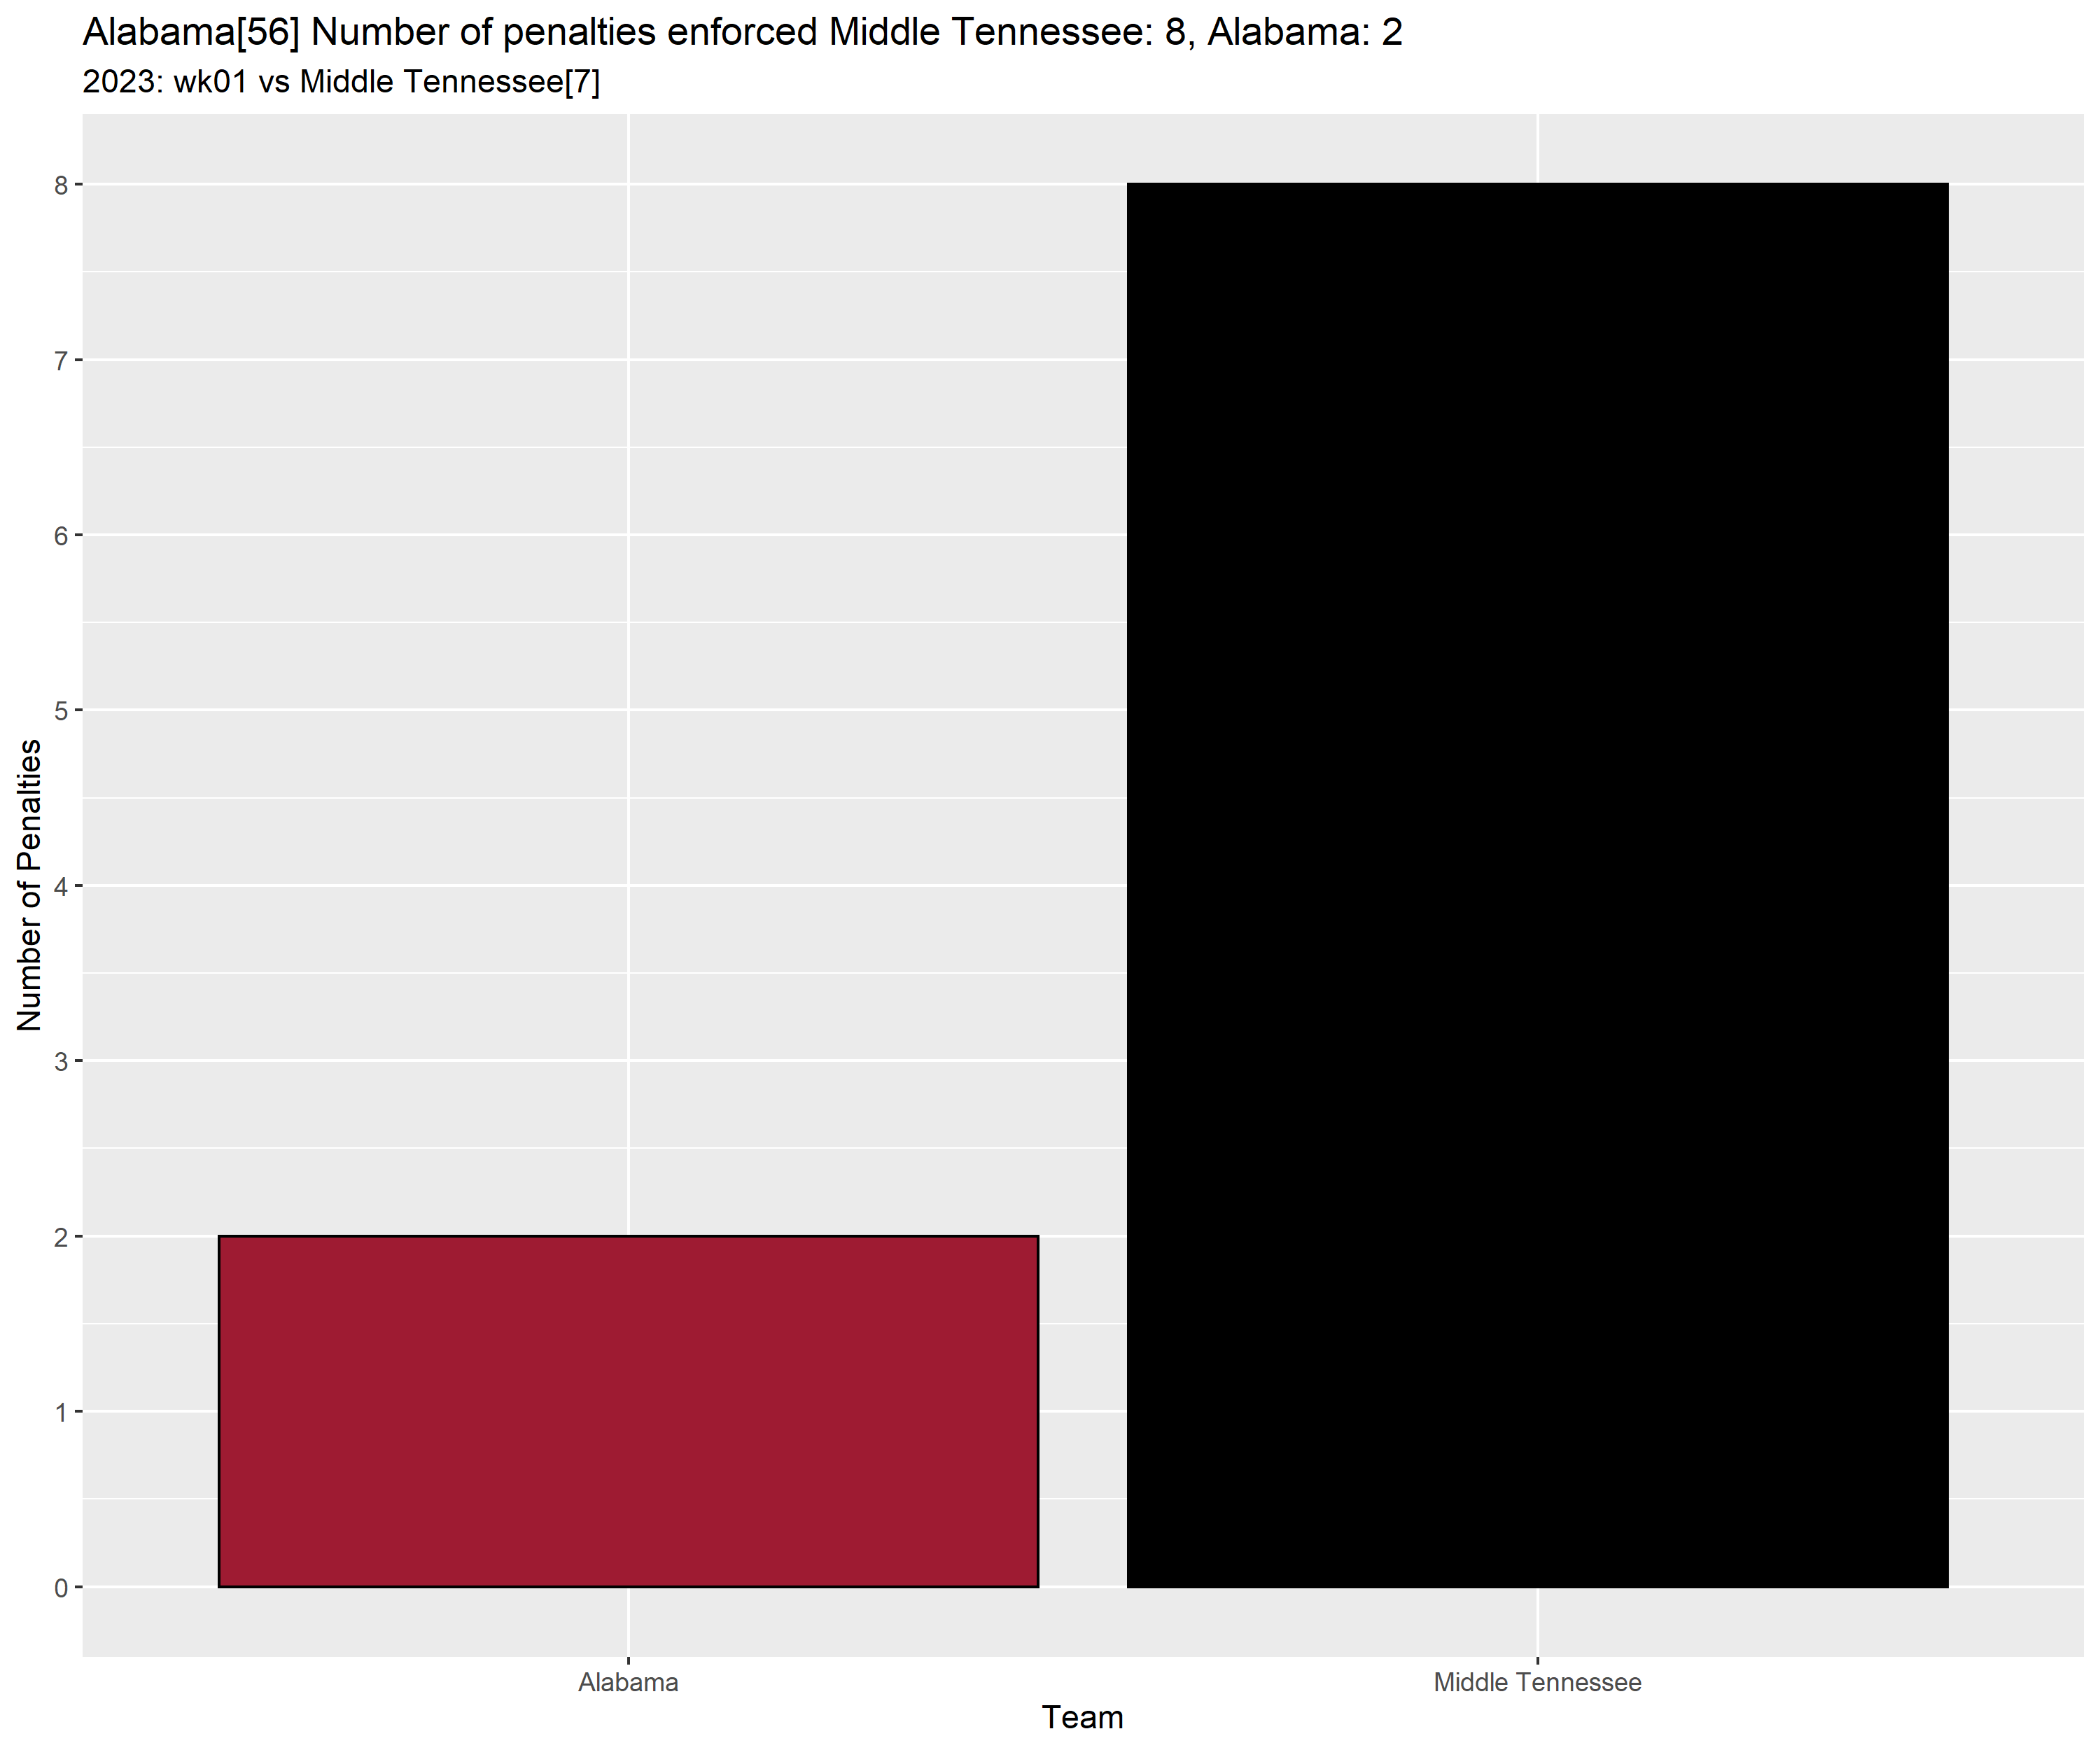 Alabama[56] Number of penalties enforced Middle Tennessee: 8, Alabama: 2
2023: wk01 vs Middle Tennessee[7]
Number of Penalties
8
7
6
5
4
3
2
1
0
Alabama Middle Tennessee
Team